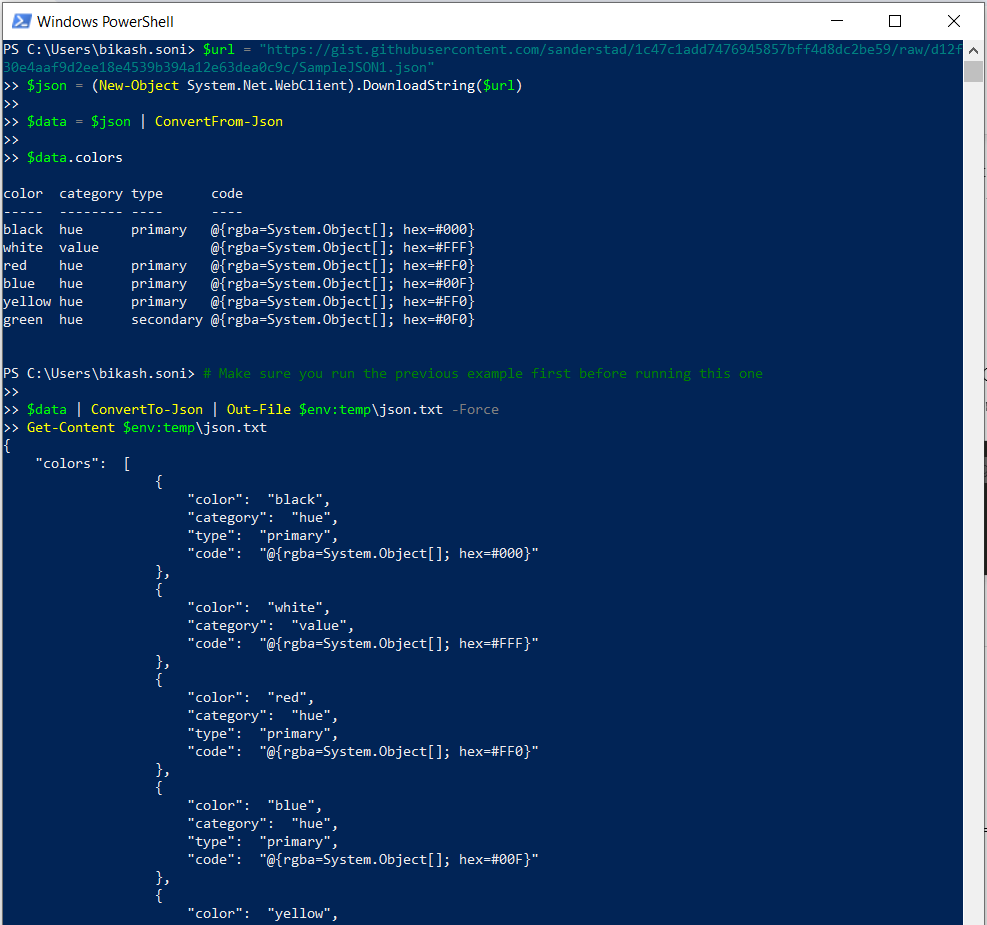 Windows PowerShell
PS C:\Users\bikash.soni> $url = "https://gist.githubusercontent.com/sanderstad/1c47c1add7476945857bff4d8dc2be59/raw/d12f
30e4aaf9d2ee18e4539b394a12e63dea0c9c/SampleJSON1.json"
>> $json = (New-Object System.Net.WebClient).DownloadString($url)
>>
>> $data = $json | ConvertFrom-Json
>>
>> $data.colors
color  category type      code
-----  -------- ----      ----
black  hue      primary   @{rgba=System.Object[]; hex=#000}
white  value              @{rgba=System.Object[]; hex=#FFF}
red    hue      primary   @{rgba=System.Object[]; hex=#FF0}
blue   hue      primary   @{rgba=System.Object[]; hex=#00F}
yellow hue      primary   @{rgba=System.Object[]; hex=#FF0}
green  hue      secondary @{rgba=System.Object[]; hex=#0F0}
PS C:\Users\bikash.soni> # Make sure you run the previous example first before running this one
>>
>> $data | ConvertTo-Json | Out-File $env:temp\json.txt -Force
>> Get-Content $env:temp\json.txt
{
    "colors":  [
                   {
                       "color":  "black",
                       "category":  "hue",
                       "type":  "primary",
                       "code":  "@{rgba=System.Object[]; hex=#000}"
                   },
                   {
                       "color":  "white",
                       "category":  "value",
                       "code":  "@{rgba=System.Object[]; hex=#FFF}"
                   },
                   {
                       "color":  "red",
                       "category":  "hue",
                       "type":  "primary",
                       "code":  "@{rgba=System.Object[]; hex=#FF0}"
                   },
                   {
                       "color":  "blue",
                       "category":  "hue",
                       "type":  "primary",
                       "code":  "@{rgba=System.Object[]; hex=#00F}"
                   },
                   {
                       "color":  "yellow",